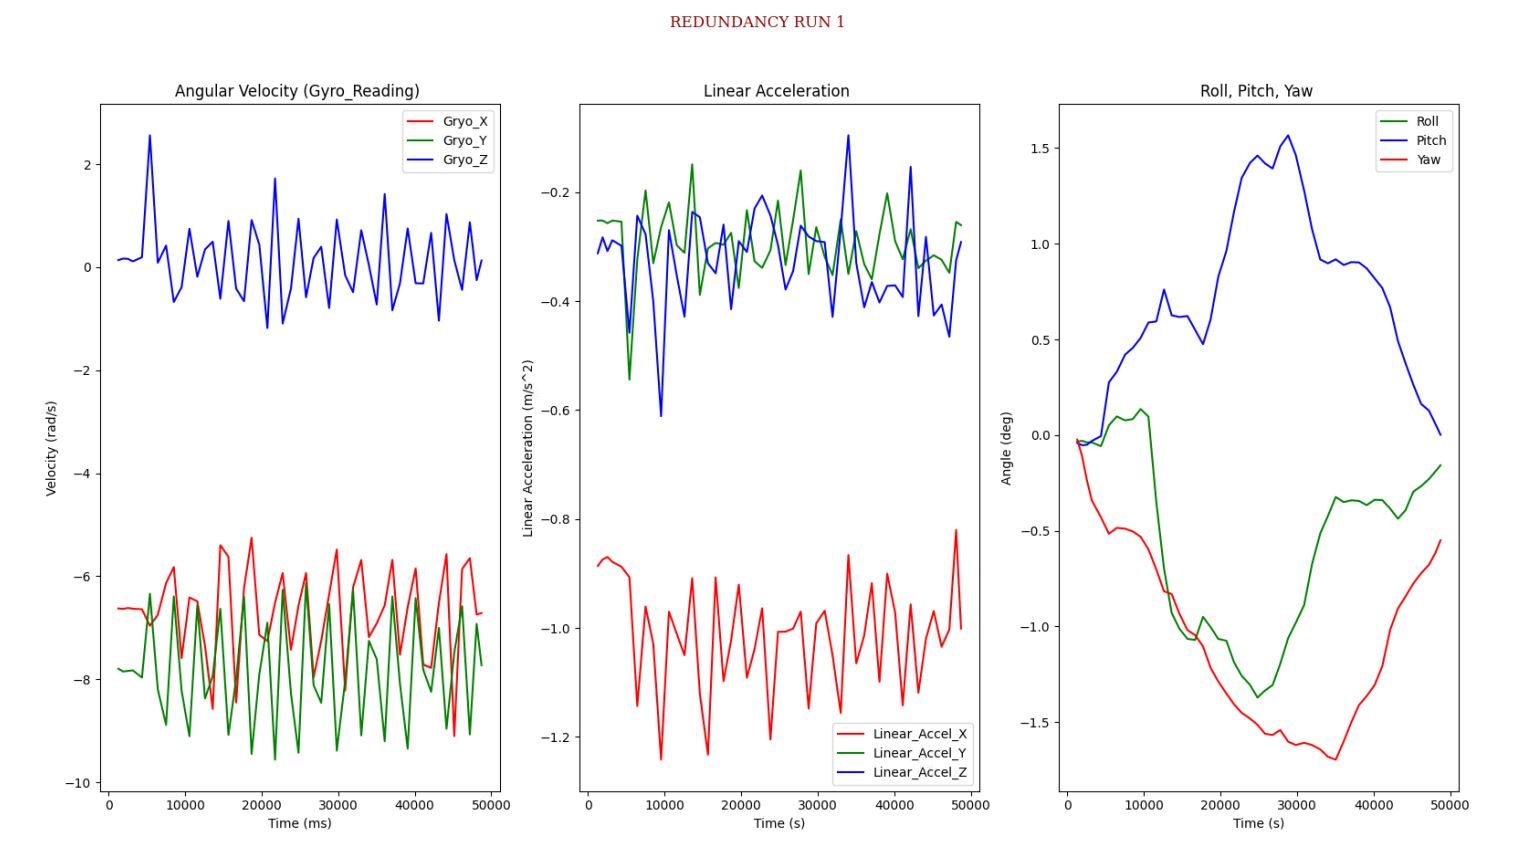 REDUNDANCY RUN 1
Angular Velocity (Gyro_Reading)
Velocity (rad/s)
2
0
−2
−4
−6
−8
−10
Gryo_X
Gryo_Y
Gryo_Z
0 10000 20000 30000 40000 50000
Time (ms)
Linear Acceleration
Linear Acceleration (m/s^2)
−0.2
−0.4
−0.6
−0.8
−1.0
−1.2
Linear_Accel_X
Linear_Accel_Y
Linear_Accel_Z
0 10000 20000 30000 40000 50000
Time (s)
Roll, Pitch, Yaw
Angle (deg)
1.5
1.0
0.5
0.0
−0.5
−1.0
−1.5
Roll
Pitch
Yaw
0 10000 20000 30000 40000 50000
Time (s)